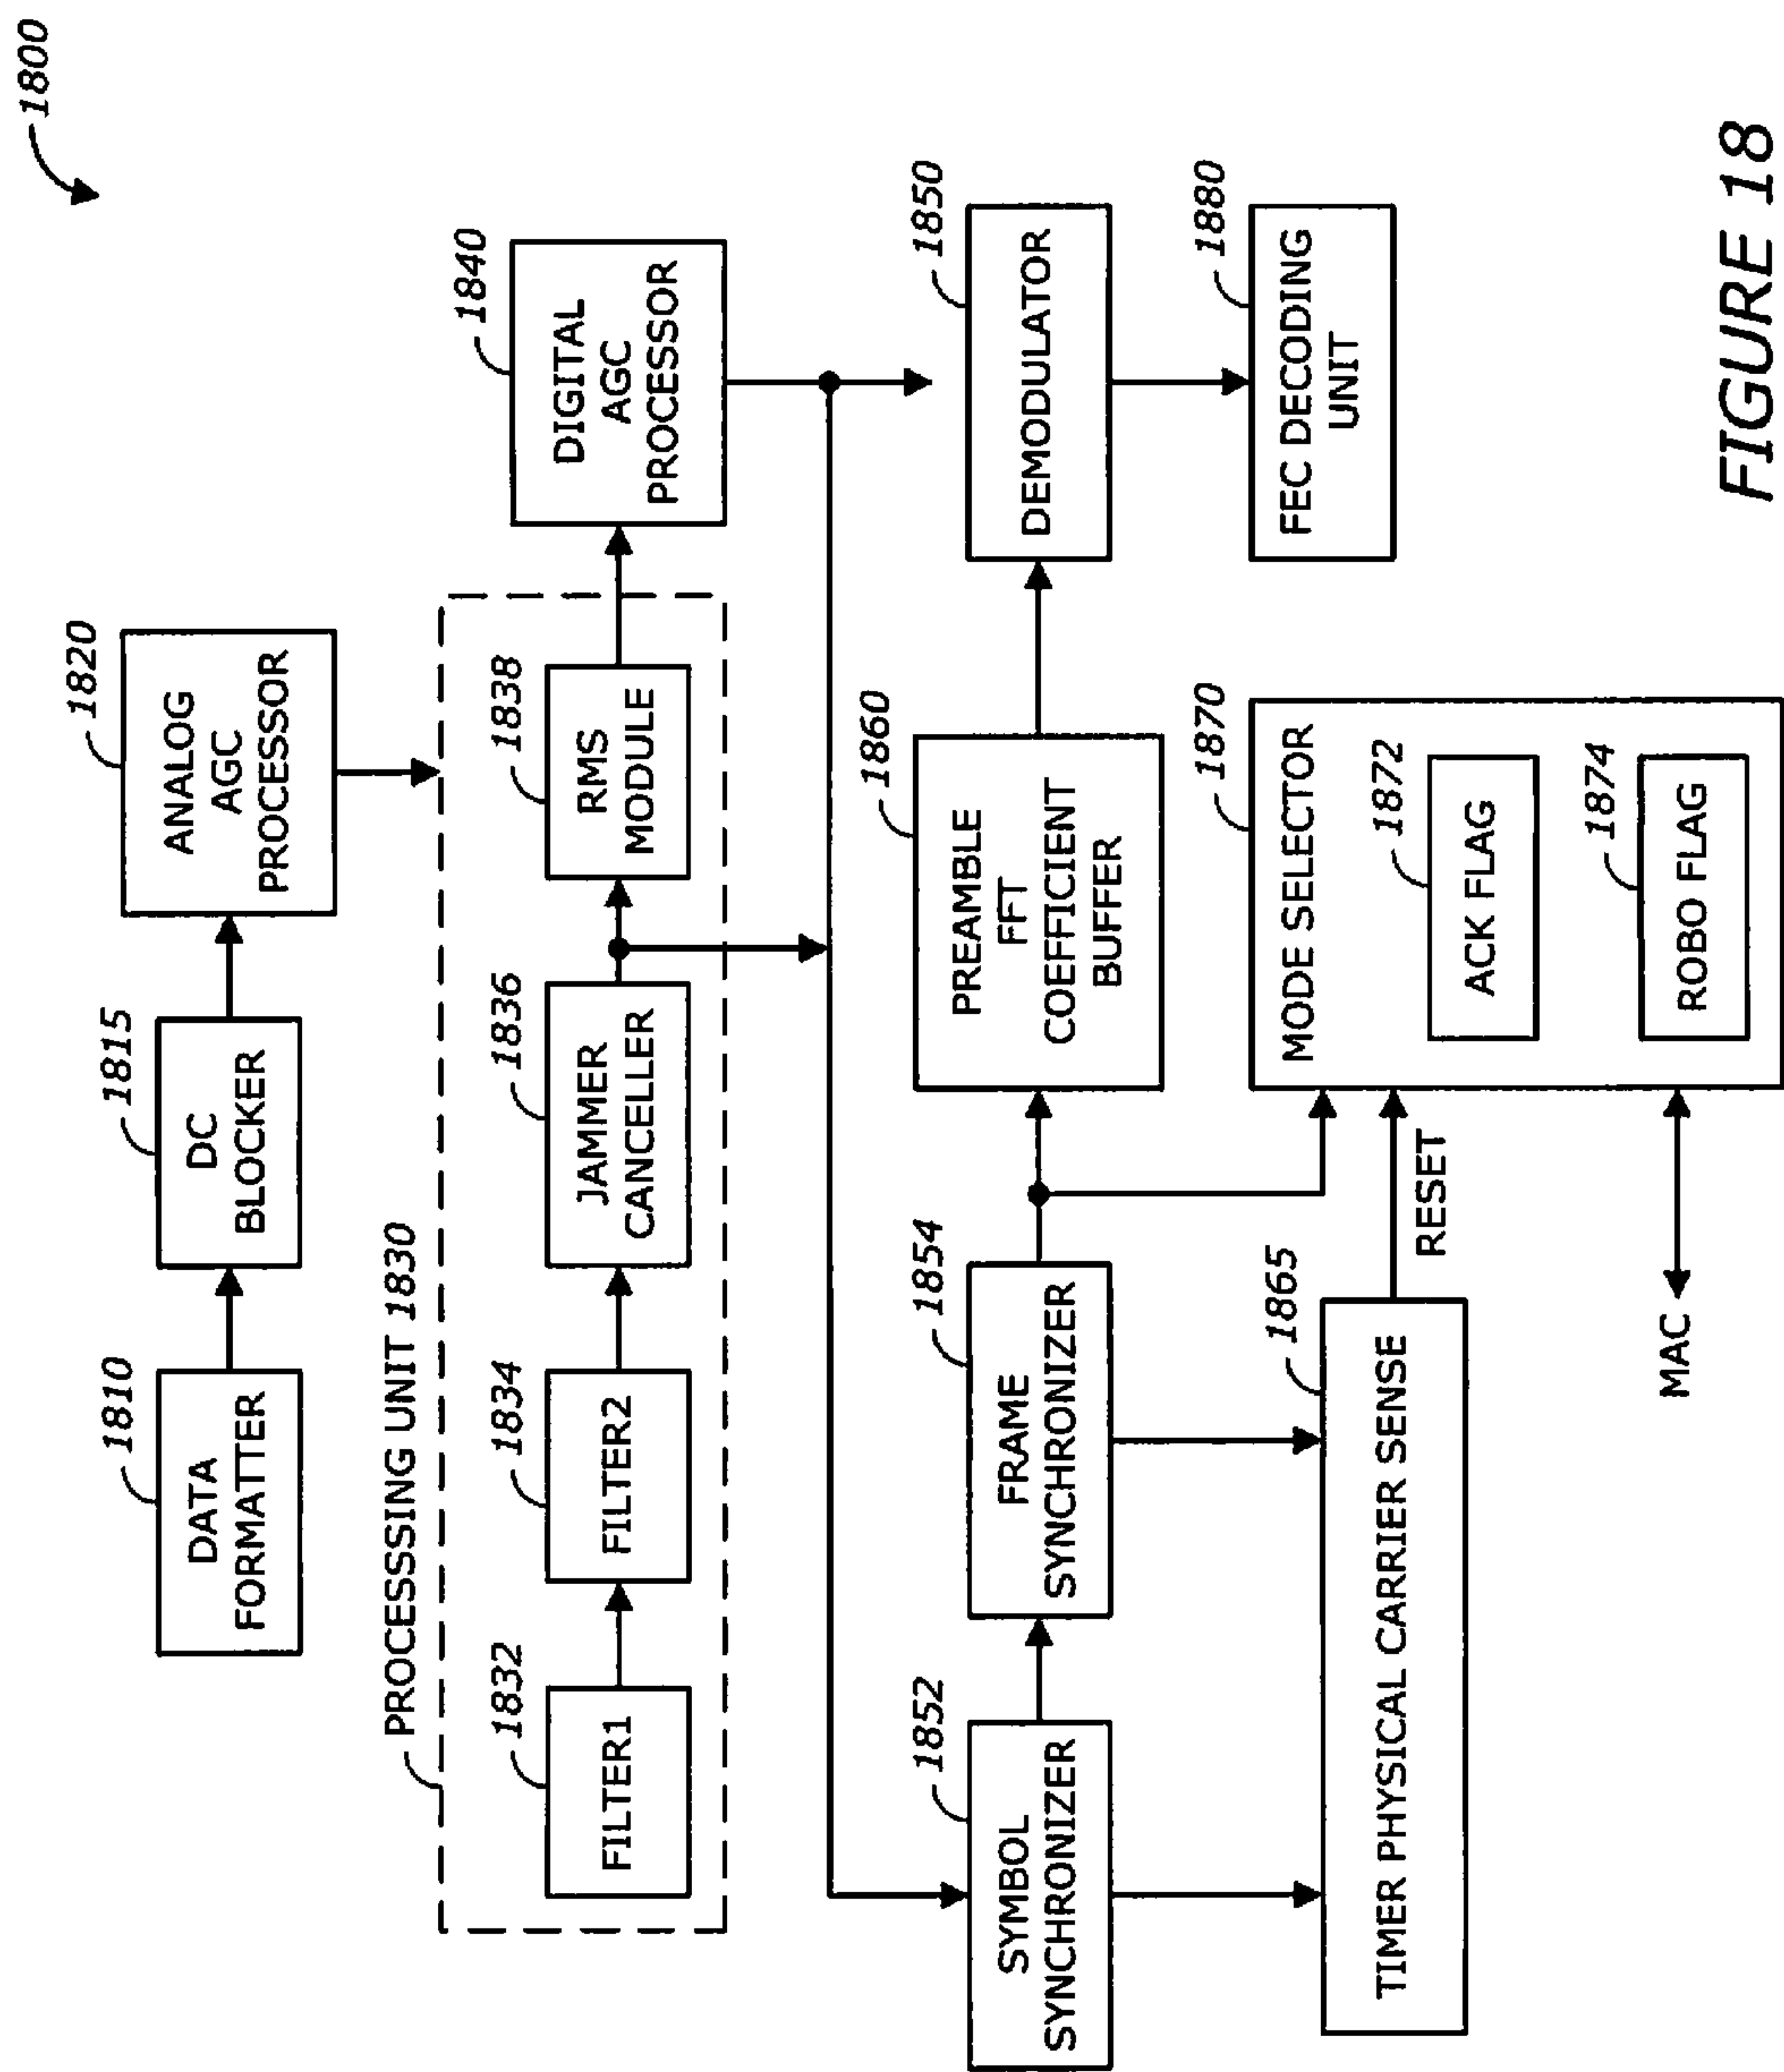 1800
1810
DATA
FORMATTER
1815
DC
BLOCKER
1820
ANALOG
AGC
PROCESSOR
PROCESSSING UNIT 1830
1832
FILTER1
1834
FILTER2
1836
JAMMER
CANCELLER
1838
RMS
MODULE
1840
DIGITAL
AGC
PROCESSOR
1852
SYMBOL
SYNCHRONIZER
1854
FRAME
SYNCHRONIZER
1860
PREAMBLE
FFT
COEFFICIENT
BUFFER
1850
DEMODULATOR
1865
TIMER PHYSICAL CARRIER SENSE
RESET
MAC
1870
MODE SELECTOR
1872
ACK FLAG
1874
ROBO FLAG
1880
FEC DECODING
UNIT
FIGURE 18